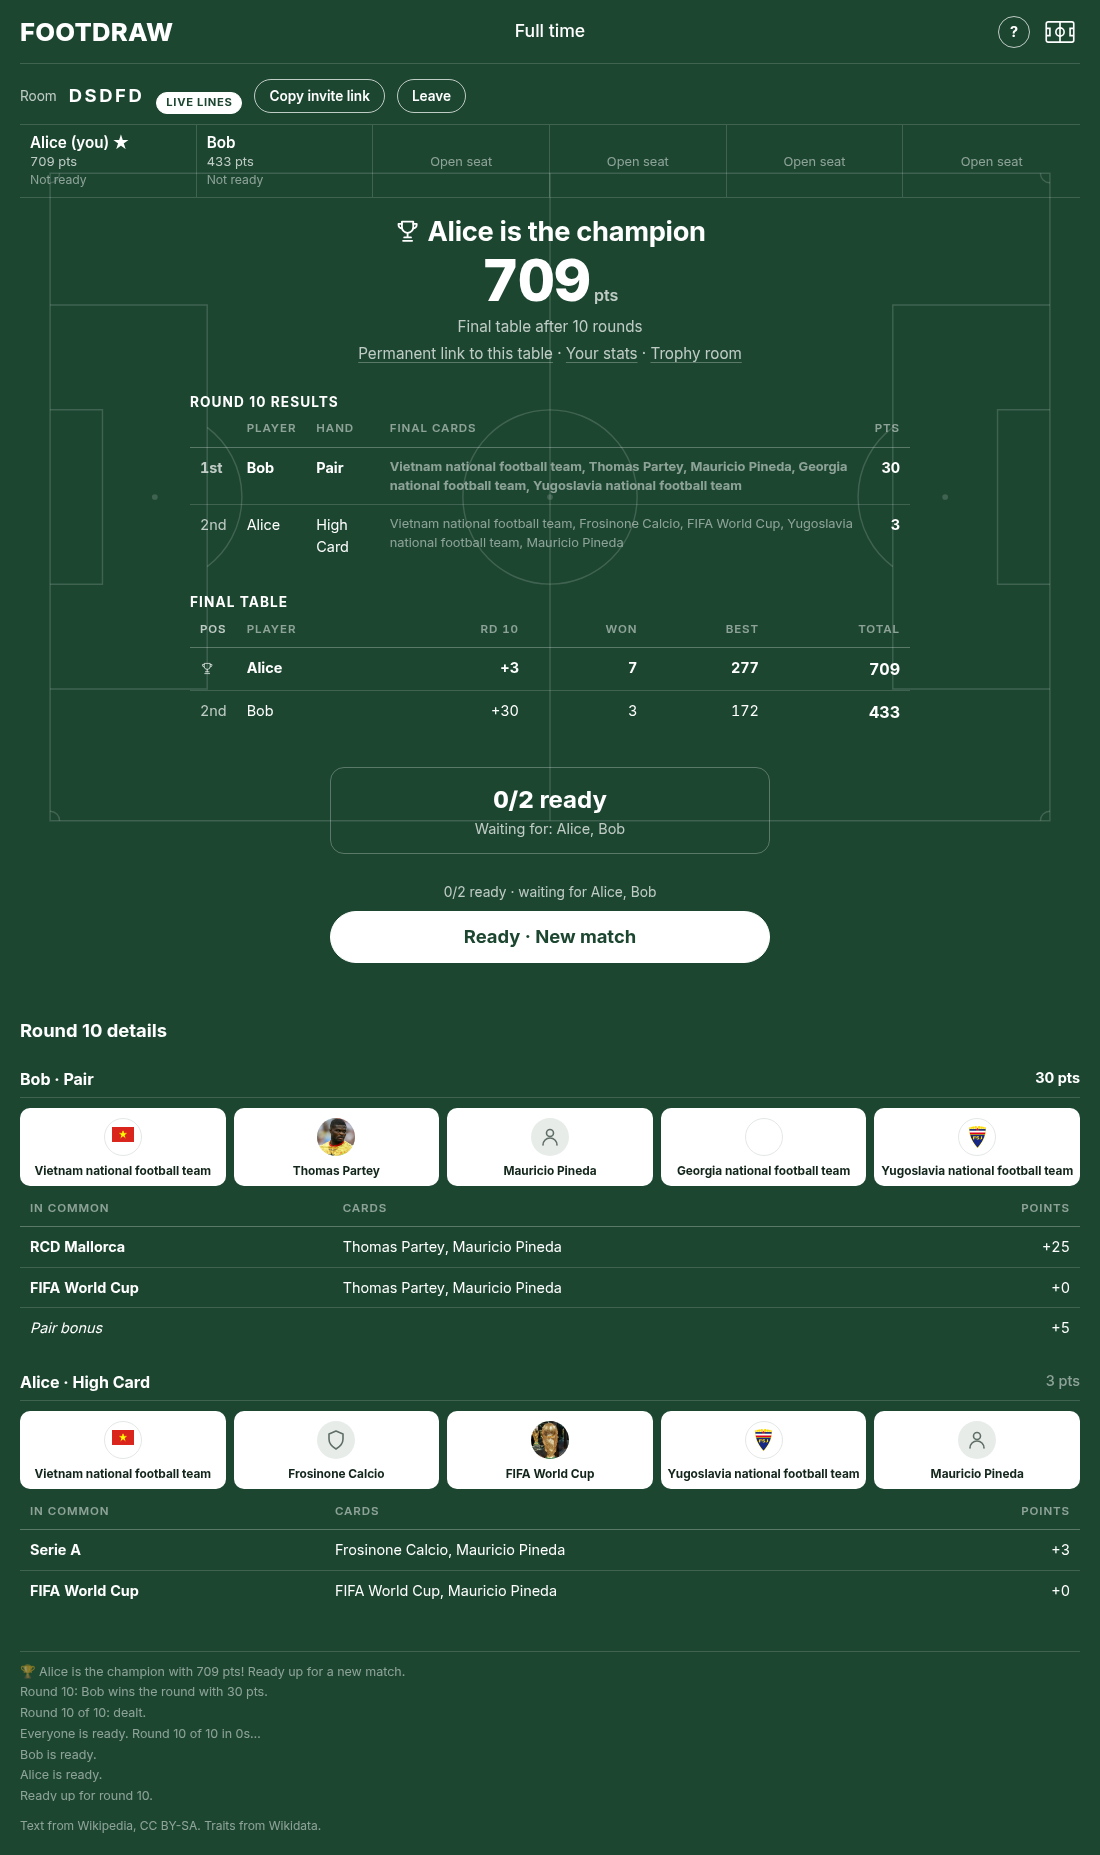 FOOTDRAW
Full time
?
Room DSDFD LIVE LINES Copy invite link Leave
Alice (you) ★
709 pts
Not ready
Bob
433 pts
Not ready
Open seat
Open seat
Open seat
Open seat
Alice is the champion
709 pts
Final table after 10 rounds
Permanent link to this table · Your stats · Trophy room
ROUND 10 RESULTS
PLAYER HAND FINAL CARDS PTS
1st Bob Pair Vietnam national football team, Thomas Partey, Mauricio Pineda, Georgia 30
national football team, Yugoslavia national football team
2nd Alice High Vietnam national football team, Frosinone Calcio, FIFA World Cup, Yugoslavia 3
Card national football team, Mauricio Pineda
FINAL TABLE
POS PLAYER RD 10 WON BEST TOTAL
Alice +3 7 277 709
2nd Bob +30 3 172 433
0/2 ready
Waiting for: Alice, Bob
0/2 ready · waiting for Alice, Bob
Ready · New match
Round 10 details
Bob · Pair 30 pts
Vietnam national football team
Thomas Partey
Mauricio Pineda
Georgia national football team
Yugoslavia national football team
IN COMMON CARDS POINTS
RCD Mallorca Thomas Partey, Mauricio Pineda +25
FIFA World Cup Thomas Partey, Mauricio Pineda +0
Pair bonus +5
Alice · High Card 3 pts
Vietnam national football team
Frosinone Calcio
FIFA World Cup
Yugoslavia national football team
Mauricio Pineda
IN COMMON CARDS POINTS
Serie A Frosinone Calcio, Mauricio Pineda +3
FIFA World Cup FIFA World Cup, Mauricio Pineda +0
🏆 Alice is the champion with 709 pts! Ready up for a new match.
Round 10: Bob wins the round with 30 pts.
Round 10 of 10: dealt.
Everyone is ready. Round 10 of 10 in 0s…
Bob is ready.
Alice is ready.
Ready up for round 10.
Text from Wikipedia, CC BY-SA. Traits from Wikidata.